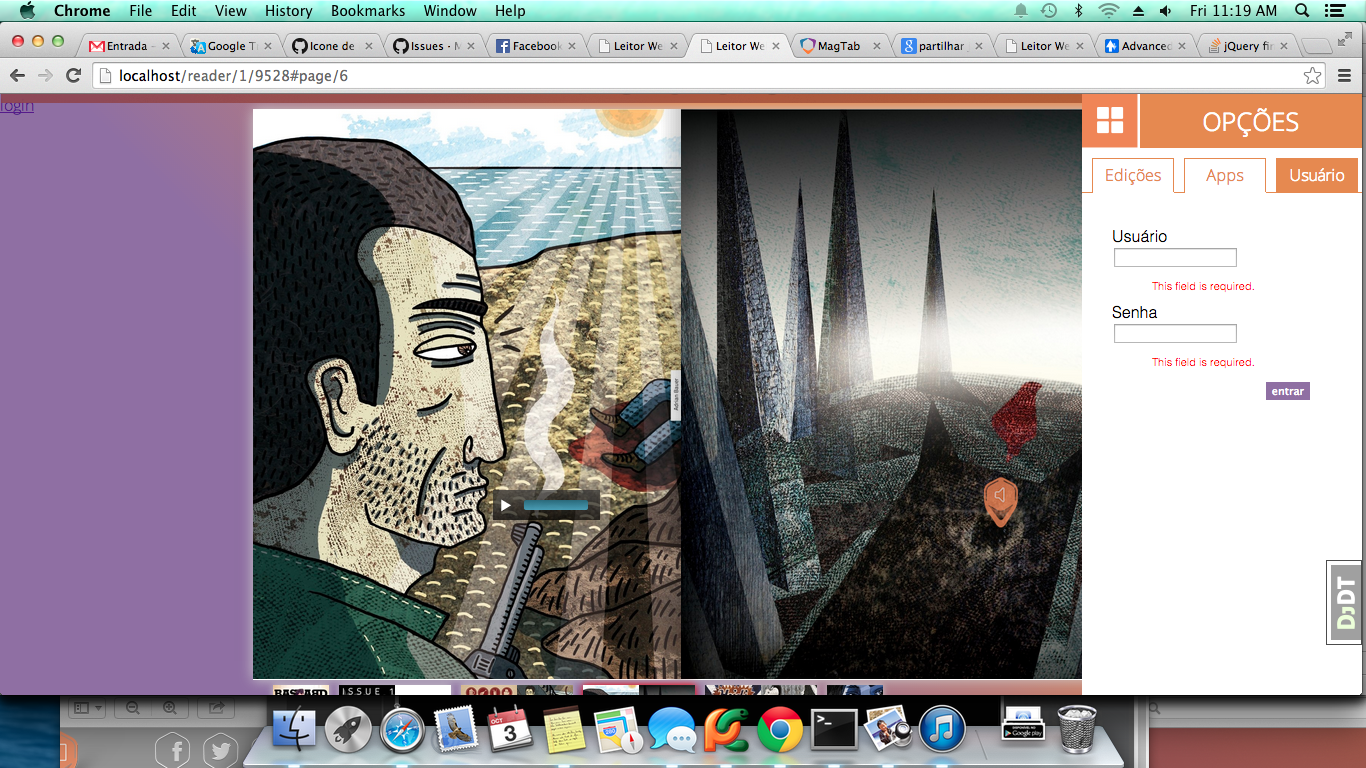 Chrome File Edit View History Bookmarks Window Help Fri 11:19 AM
Entrada - Google T Icone de Issues - M Facebook Leitor We Leitor We MagTab partilhar Leitor We Advanced jQuery fi
localhost/reader/1/9528#page/6
login
OPÇÕES
Edições Apps Usuário
Usuário
This field is required.
Senha
This field is required.
entrar
Adrian Bauer
DjDT
ISSUE 1
OCT
3